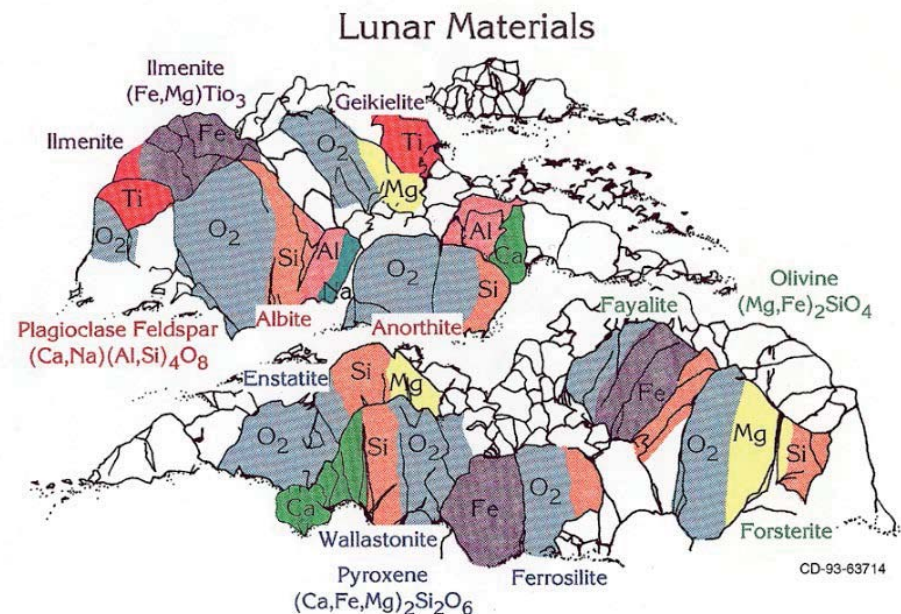 Lunar Materials
Ilmenite
(Fe,Mg)Tio3
Geikielite
Ilmenite
Fe
O2
Ti
Ti
Mg
O2
O2
Si
Al
Na
O2
Al
Ca
Si
Plagioclase Feldspar
(Ca,Na)(Al,Si)4O8
Albite
Anorthite
Olivine
(Mg,Fe)2SiO4
Fayalite
Enstatite
Si
Mg
Fe
O2
Si
O2
Ca
O2
Mg
Si
Fe
O2
Wallastonite
Forsterite
Pyroxene
(Ca,Fe,Mg)2Si2O6
Ferrosilite
CD-93-63714